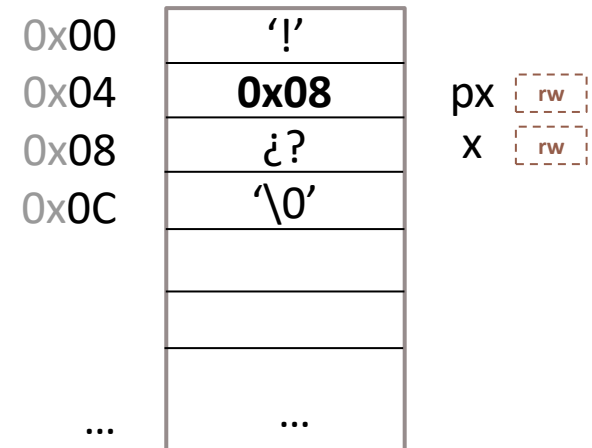 0x00 ‘!’
0x04 0x08 px rw
0x08 ¿? x rw
0x0C ‘\0’
... ...